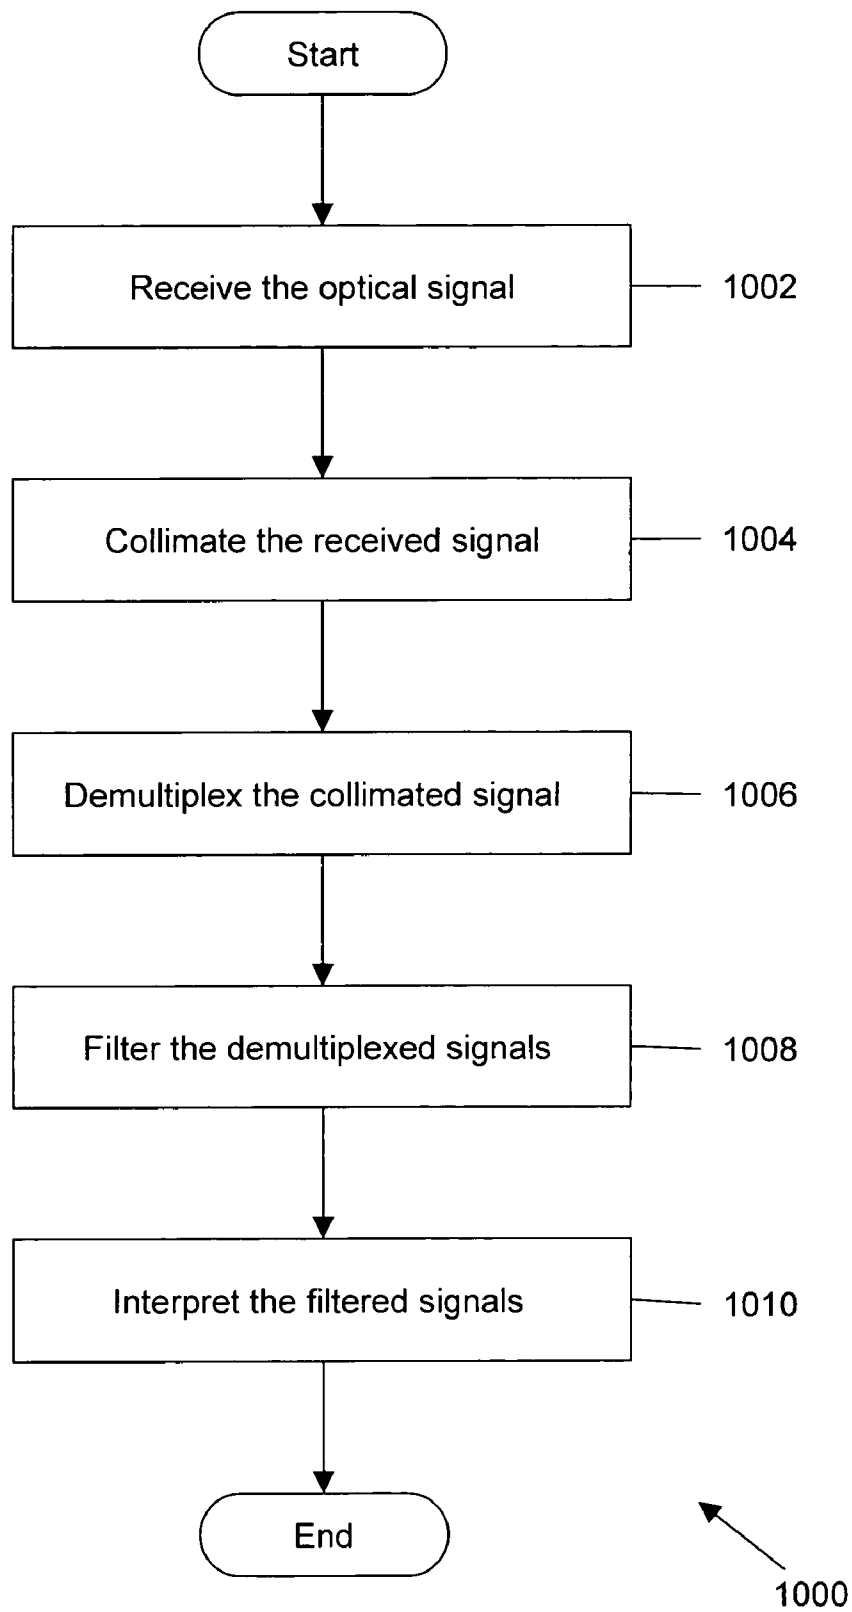 Start
Receive the optical signal
1002
Collimate the received signal
1004
Demultiplex the collimated signal
1006
Filter the demultiplexed signals
1008
Interpret the filtered signals
1010
End
1000